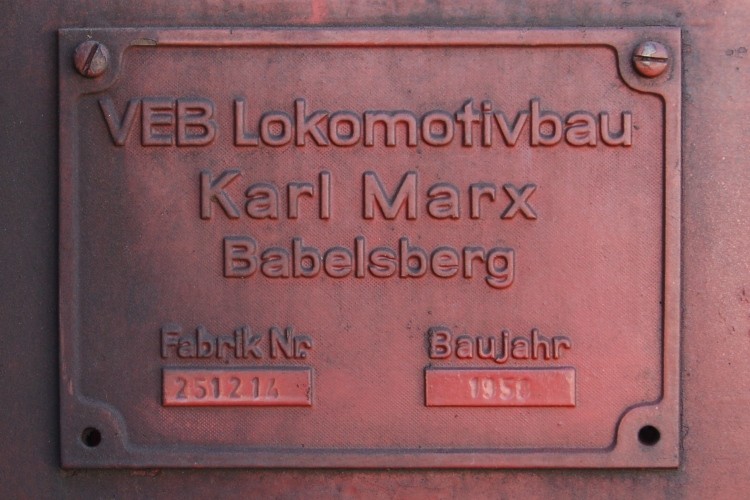 VEB Lokomotivbau
Karl Marx
Babelsberg
Fabrik Nr. Baujahr
251214